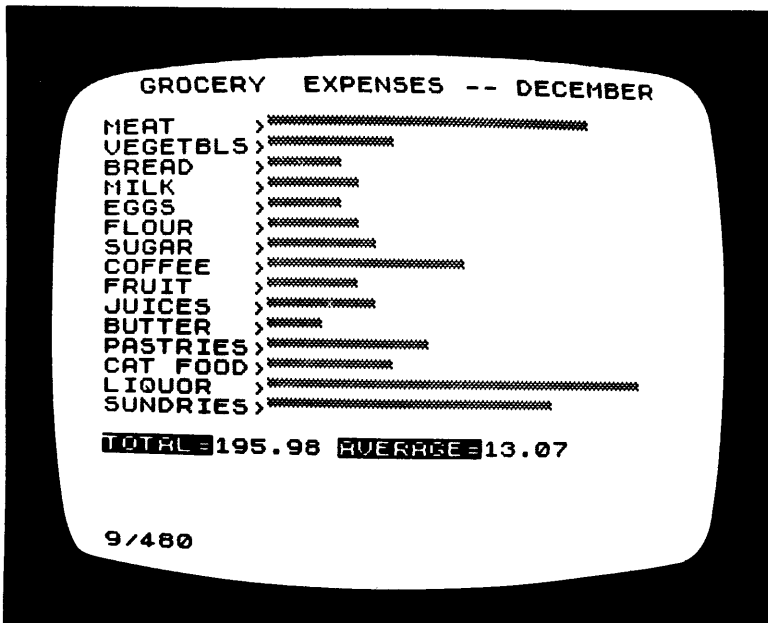 GROCERY EXPENSES -- DECEMBER
MEAT >
VEGETBLS>
BREAD >
MILK >
EGGS >
FLOUR >
SUGAR >
COFFEE >
FRUIT >
JUICES >
BUTTER >
PASTRIES>
CAT FOOD>
LIQUOR >
SUNDRIES>
TOTAL=195.98 AVERAGE=13.07
9/480